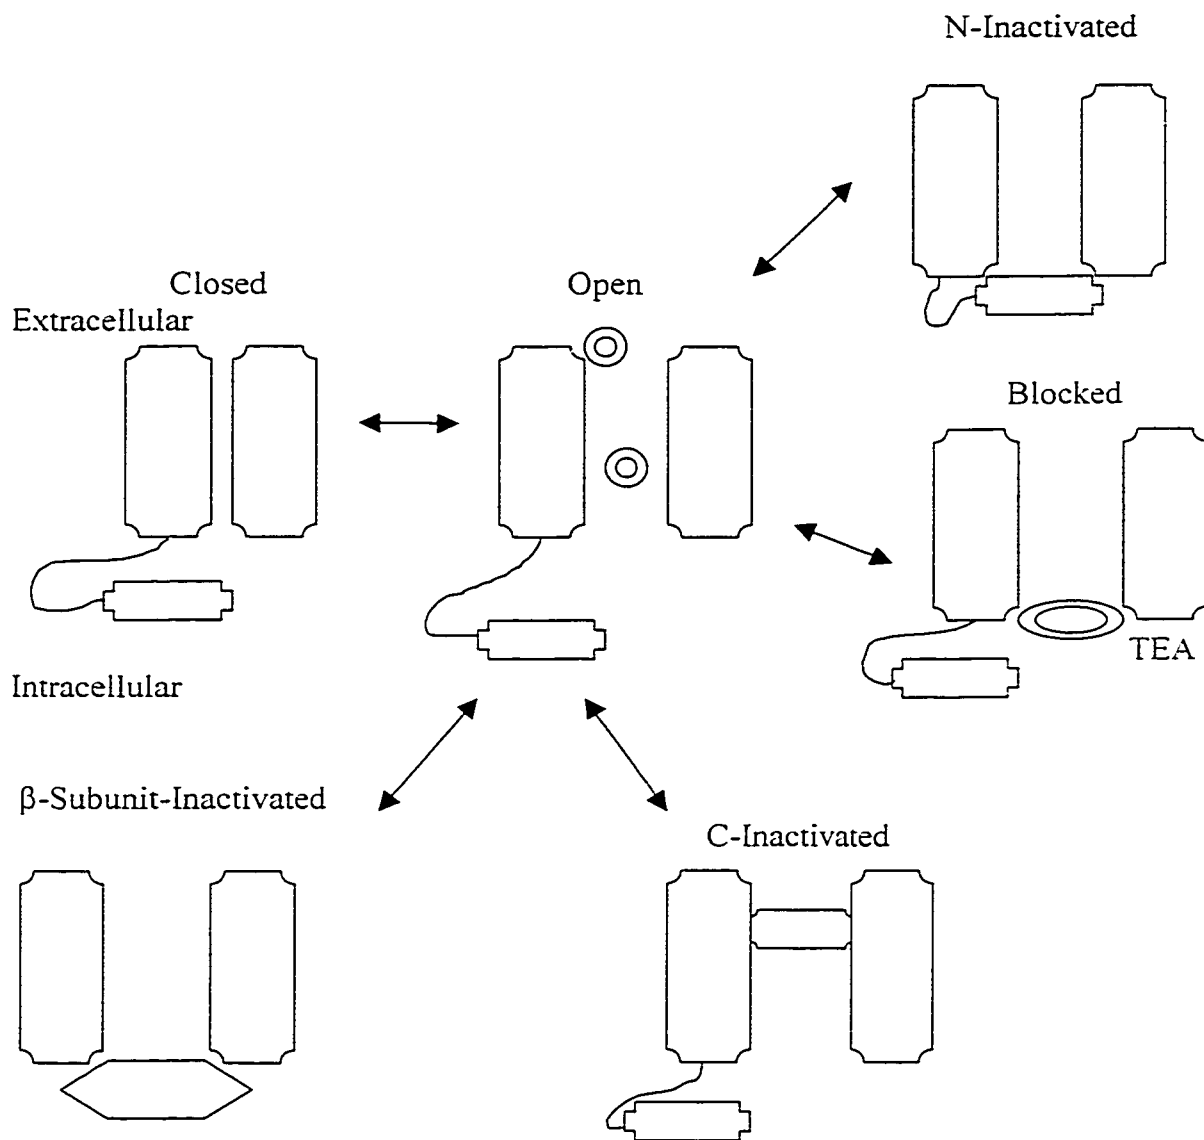 N-Inactivated
Closed
Open
Extracellular
Blocked
TEA
Intracellular
β-Subunit-Inactivated
C-Inactivated